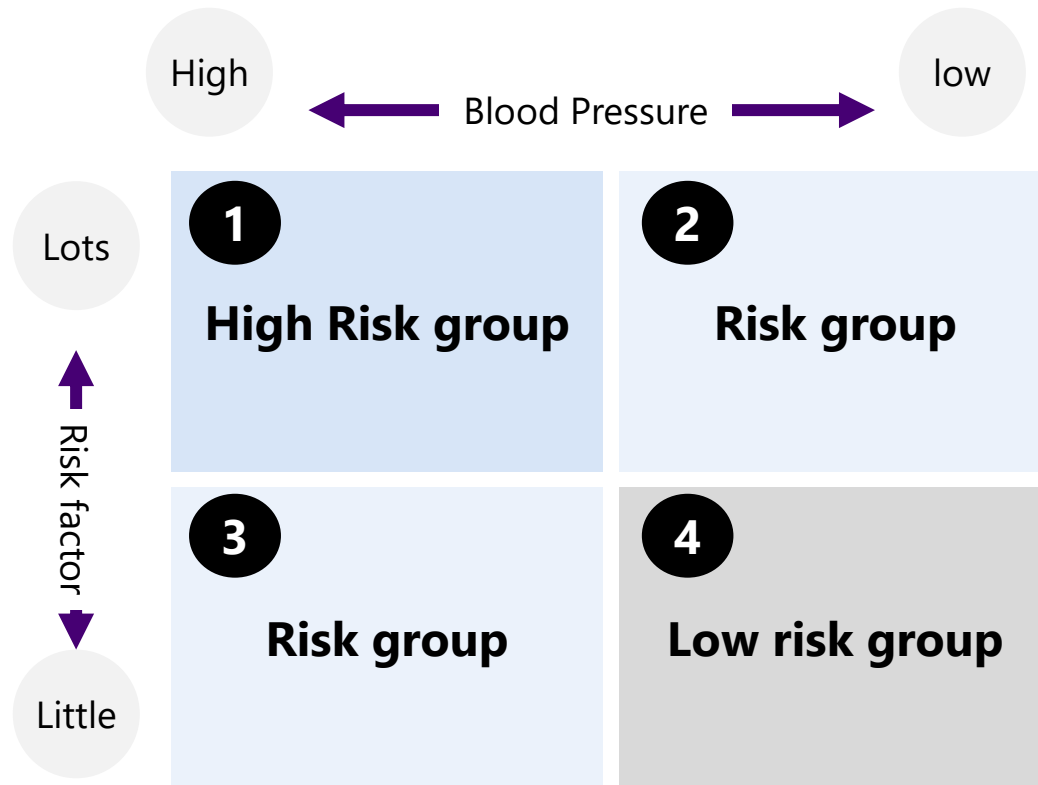 High
low
Blood Pressure
Lots
1
2
High Risk group
Risk group
Risk factor
3
4
Risk group
Low risk group
Little